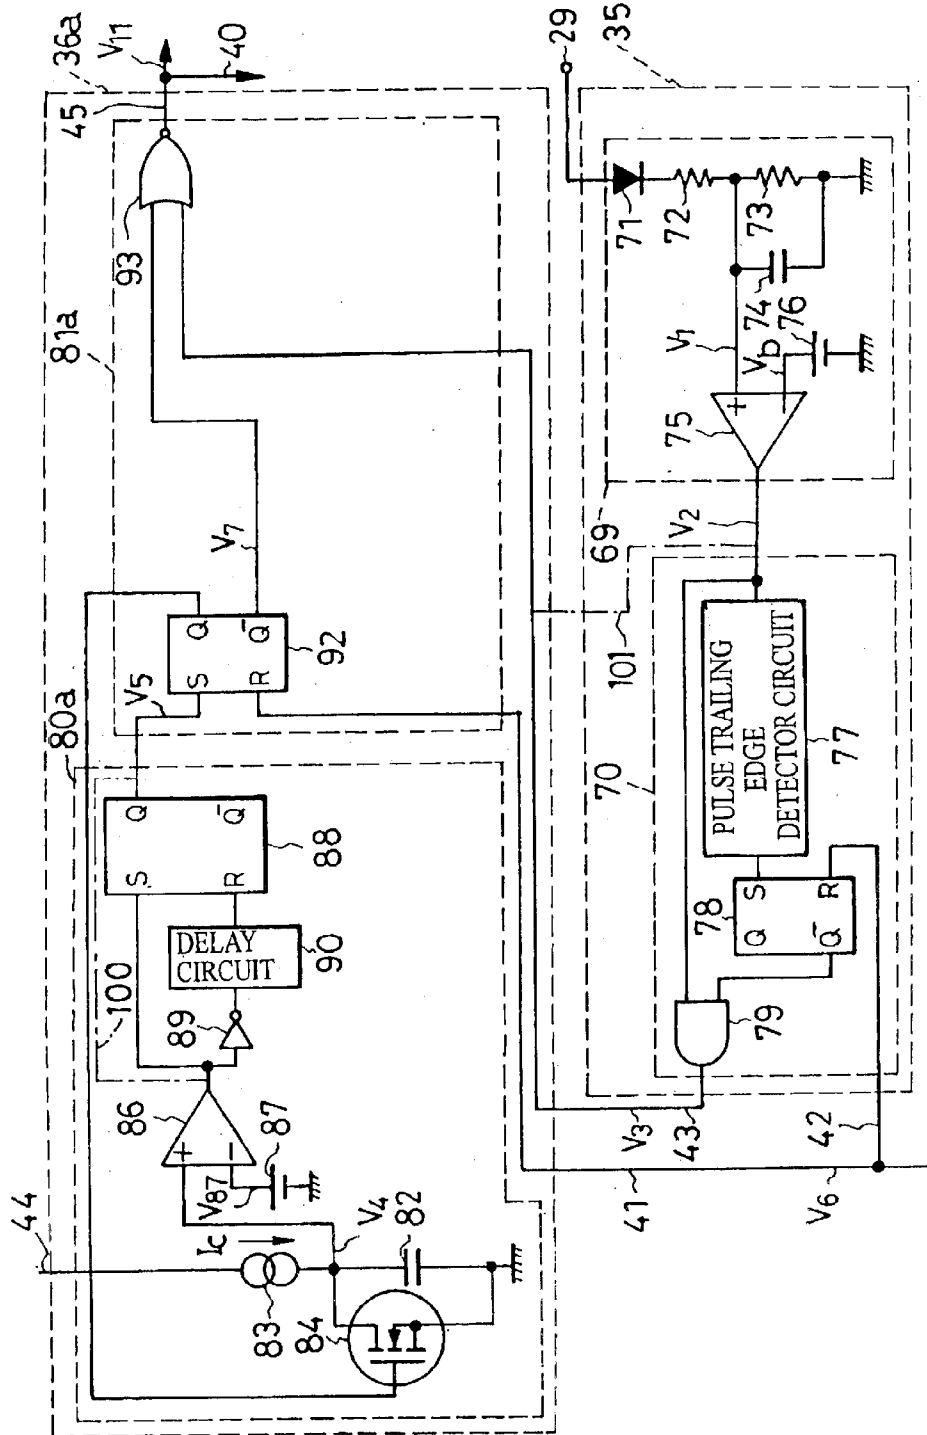 44
100
80a
81a
36a
V11
45
40
29
35
86
89
DELAY
CIRCUIT
90
S
R
Q
Q̅
88
V5
S
R
Q
Q̅
92
V7
93
Ic
83
84
V4
82
V87
87
+
−
V3
43
41
42
V6
79
70
78
Q
Q̅
S
R
PULSE TRAILING
EDGE
DETECTOR CIRCUIT
77
101
V2
69
75
+
−
V1
Vb
74
76
71
72
73